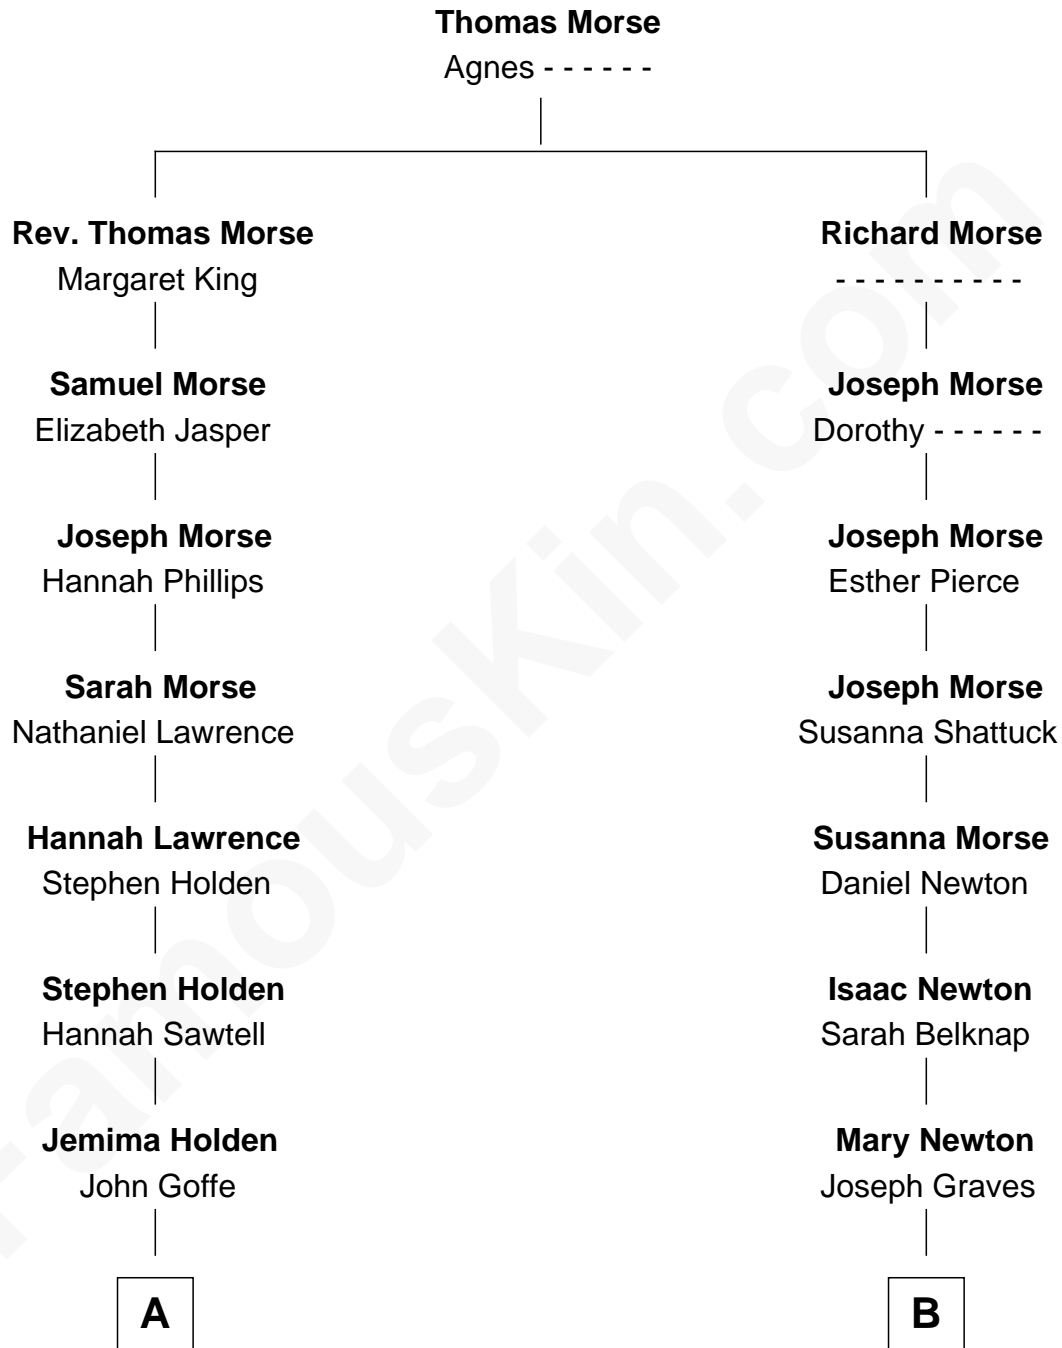 Thomas Morse
Agnes - - - - - -
Rev. Thomas Morse
Margaret King
Richard Morse
- - - - - - - - - -
Samuel Morse
Elizabeth Jasper
Joseph Morse
Dorothy - - - - - -
Joseph Morse
Hannah Phillips
Joseph Morse
Esther Pierce
Sarah Morse
Nathaniel Lawrence
Joseph Morse
Susanna Shattuck
Hannah Lawrence
Stephen Holden
Susanna Morse
Daniel Newton
Stephen Holden
Hannah Sawtell
Isaac Newton
Sarah Belknap
Jemima Holden
John Goffe
Mary Newton
Joseph Graves
A
B
FamousKin.com